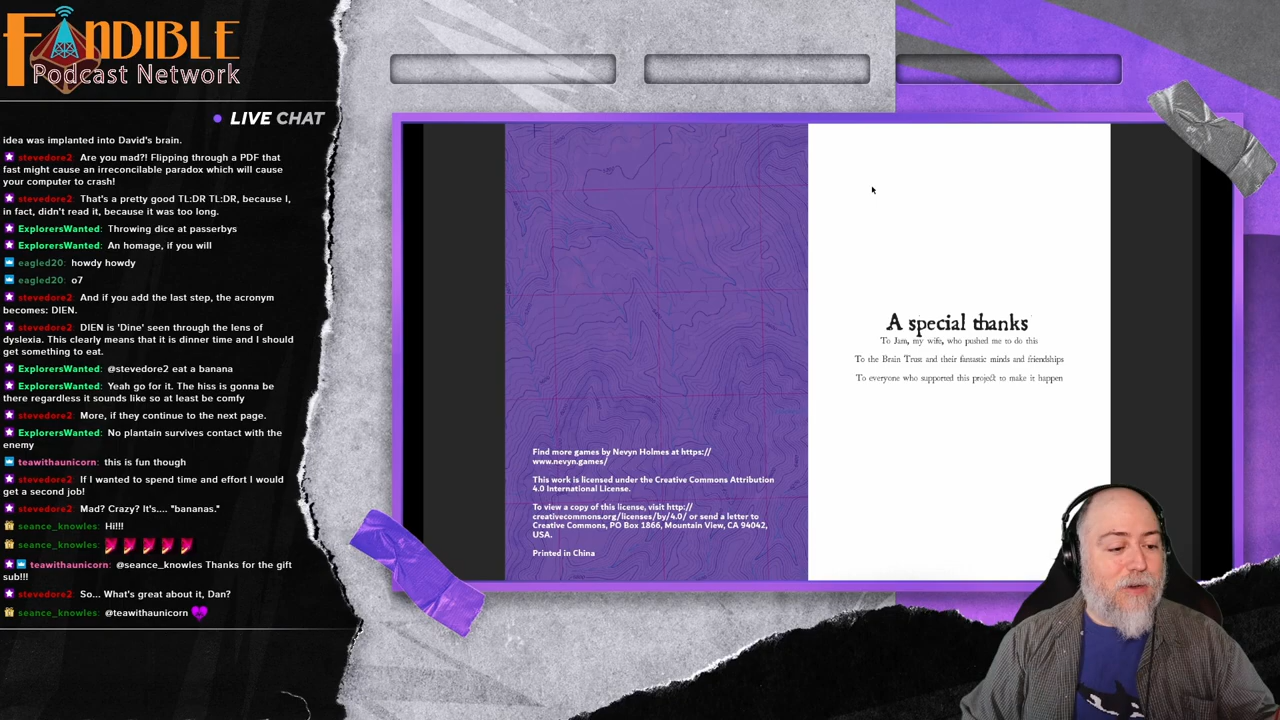 FANDIBLE
Podcast Network
LIVE CHAT
idea was implanted into David's brain.
stevedore2 Are you mad?! Flipping through a PDF that
fast might cause an irreconcilable paradox which will cause
your computer to crash!
stevedore2 That's a pretty good TL:DR TL:DR, because I,
in fact, didn't read it, because it was too long.
ExplorersWanted: Throwing dice at passerbys
ExplorersWanted: An homage, if you will
eagled20: howdy howdy
eagled20: o7
stevedore2: And if you add the last step, the acronym
becomes: DIEN.
stevedore2: DIEN is 'Dine' seen through the lens of
dyslexia. This clearly means that it is dinner time and I should
get something to eat.
ExplorersWanted: @stevedore2 eat a banana
ExplorersWanted: Yeah go for it. The hiss is gonna be
there regardless it sounds like so at least be comfy
stevedore2: More, if they continue to the next page.
ExplorersWanted: No plantain survives contact with the
enemy
teawithaunicorn: this is fun though
stevedore2: If I wanted to spend time and effort I would
get a second job!
stevedore2: Mad? Crazy? It's.... "bananas."
seance_knowles: Hi!!!
seance_knowles:
teawithaunicorn: @seance_knowles Thanks for the gift
sub!!!
stevedore2: So... What's great about it, Dan?
seance_knowles: @teawithaunicorn
Find more games by Nevyn Holmes at https://
www.nevyn.games/
This work is licensed under the Creative Commons Attribution
4.0 International License.
To view a copy of this license, visit http://
creativecommons.org/licenses/by/4.0/ or send a letter to
Creative Commons, PO Box 1866, Mountain View, CA 94042,
USA.
Printed in China
A special thanks
To Jam, my wife, who pushed me to do this
To the Brain Trust and their fantastic minds and friendships
To everyone who supported this project to make it happen